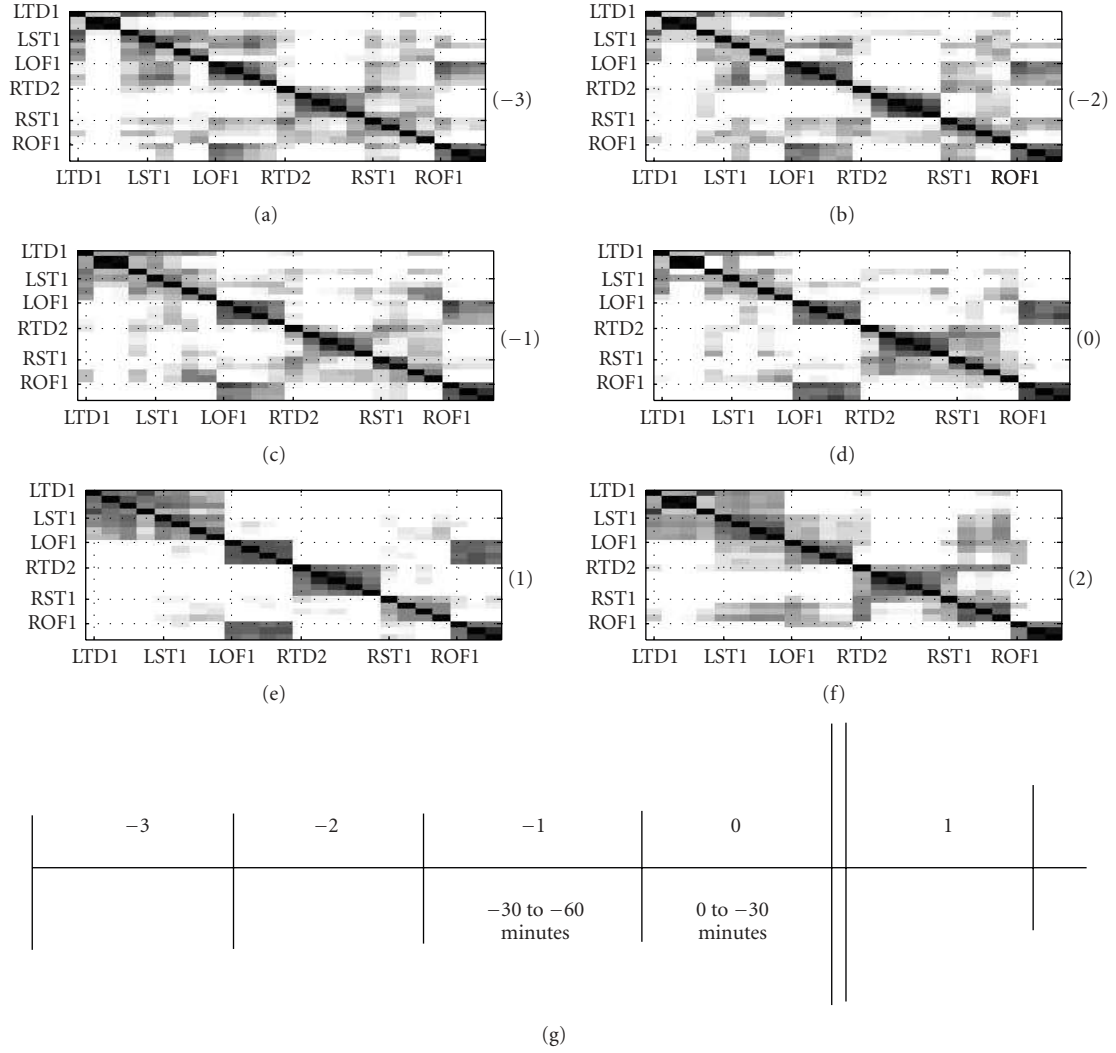 LTD1
LST1
LOF1
RTD2
RST1
ROF1
(−3)
LTD1 LST1 LOF1 RTD2 RST1 ROF1
(a)
LTD1
LST1
LOF1
RTD2
RST1
ROF1
(−2)
LTD1 LST1 LOF1 RTD2 RST1 ROF1
(b)
LTD1
LST1
LOF1
RTD2
RST1
ROF1
(−1)
LTD1 LST1 LOF1 RTD2 RST1 ROF1
(c)
LTD1
LST1
LOF1
RTD2
RST1
ROF1
(0)
LTD1 LST1 LOF1 RTD2 RST1 ROF1
(d)
LTD1
LST1
LOF1
RTD2
RST1
ROF1
(1)
LTD1 LST1 LOF1 RTD2 RST1 ROF1
(e)
LTD1
LST1
LOF1
RTD2
RST1
ROF1
(2)
LTD1 LST1 LOF1 RTD2 RST1 ROF1
(f)
−3 −2 −1 0 1
−30 to −60
minutes
0 to −30
minutes
(g)